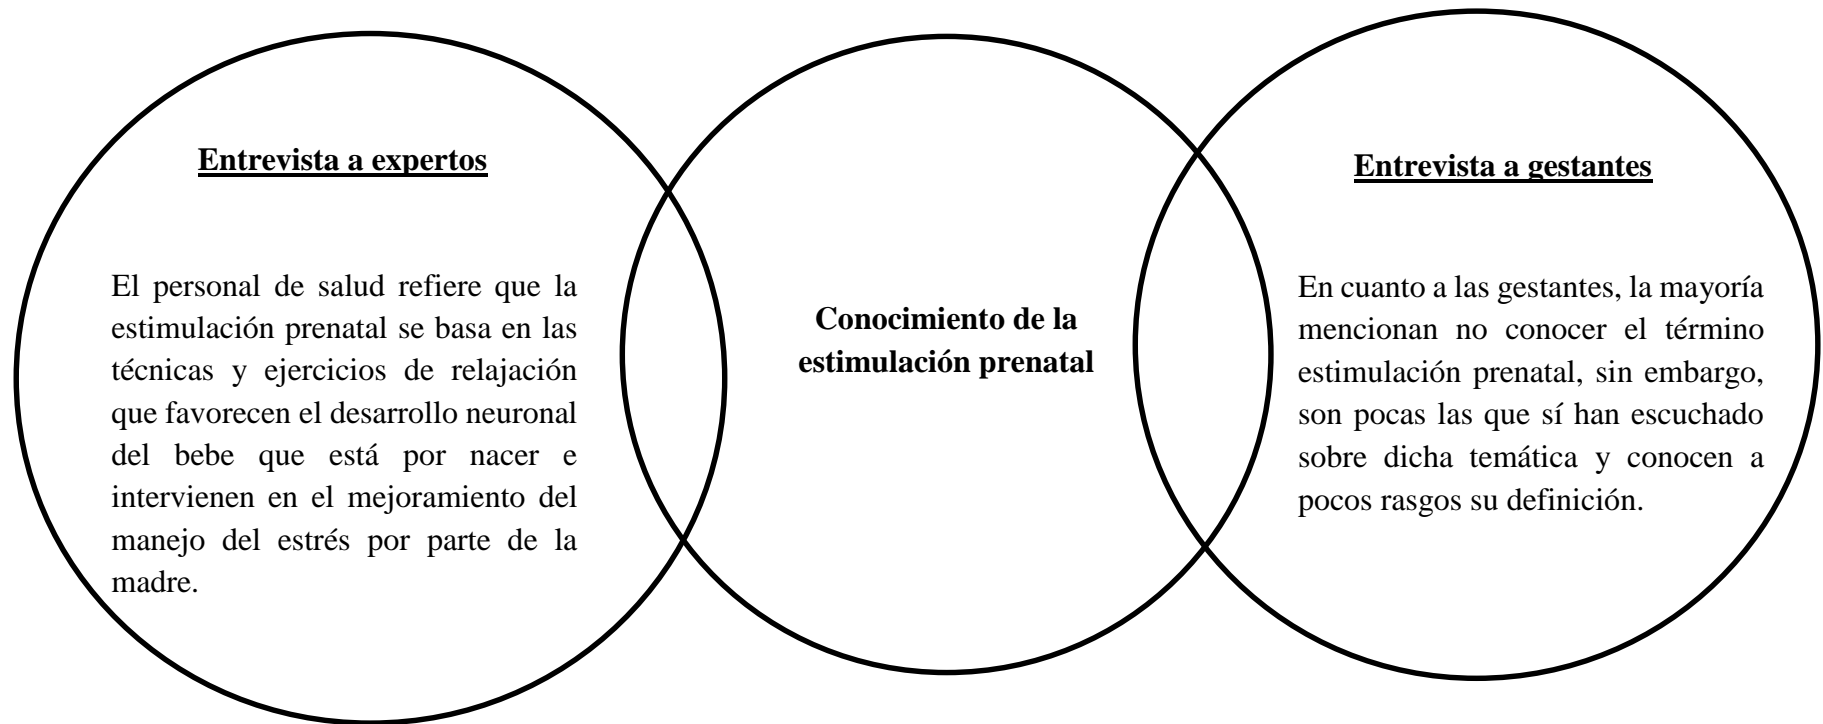 Entrevista a expertos
El personal de salud refiere que la
estimulación prenatal se basa en las
técnicas y ejercicios de relajación
que favorecen el desarrollo neuronal
del bebe que está por nacer e
intervienen en el mejoramiento del
manejo del estrés por parte de la
madre.
Conocimiento de la
estimulación prenatal
Entrevista a gestantes
En cuanto a las gestantes, la mayoría
mencionan no conocer el término
estimulación prenatal, sin embargo,
son pocas las que sí han escuchado
sobre dicha temática y conocen a
pocos rasgos su definición.